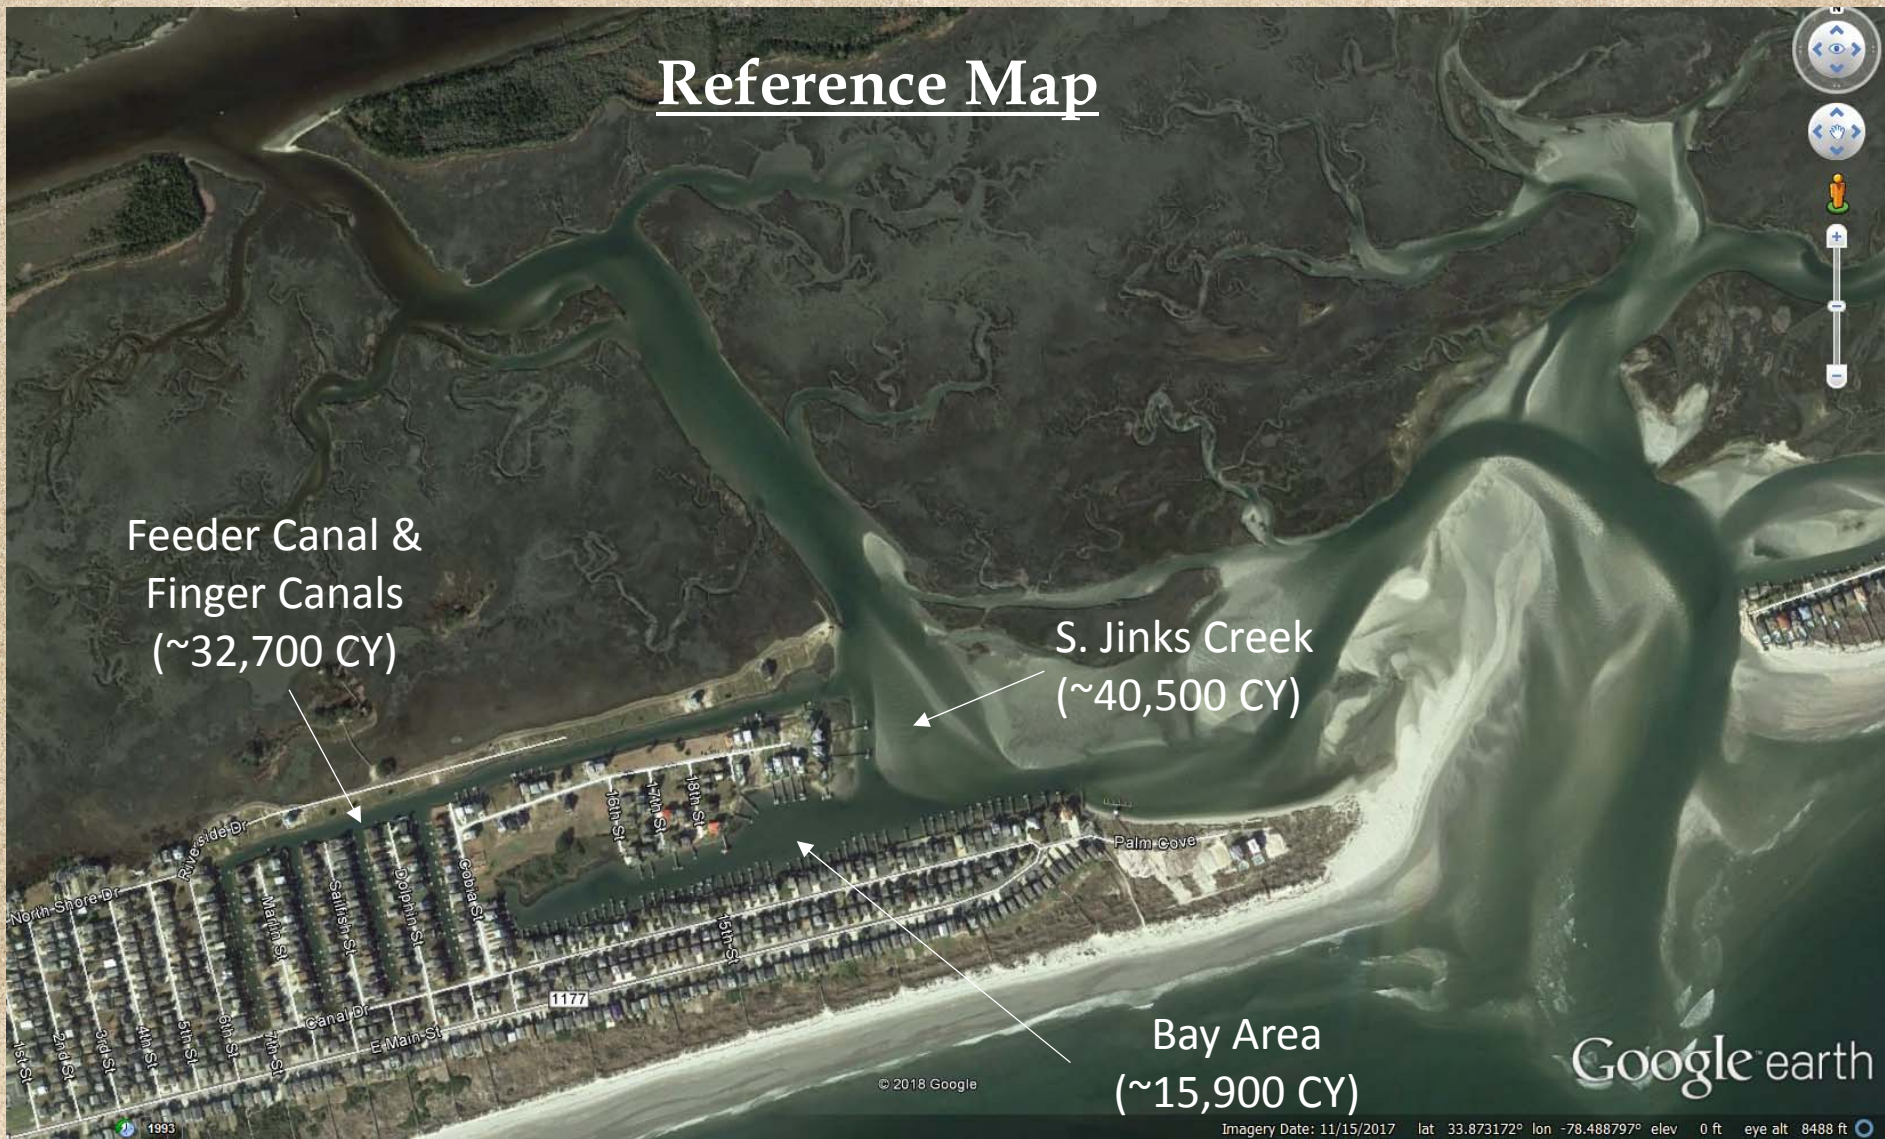 Reference Map
Feeder Canal &
Finger Canals
(~32,700 CY)
S. Jinks Creek
(~40,500 CY)
16th St
17th St
18th St
Riverside Dr
Palm Cove
North Shore Dr
Marlin St
Sailfish St
Dolphin St
Cobia St
15th St
1177
Canal Dr
E Main St
1st St
2nd St
3rd St
4th St
5th St
6th St
7th St
Bay Area
(~15,900 CY)
© 2018 Google
Google earth
1993
Imagery Date: 11/15/2017 lat 33.873172° lon -78.488797° elev 0 ft eye alt 8488 ft